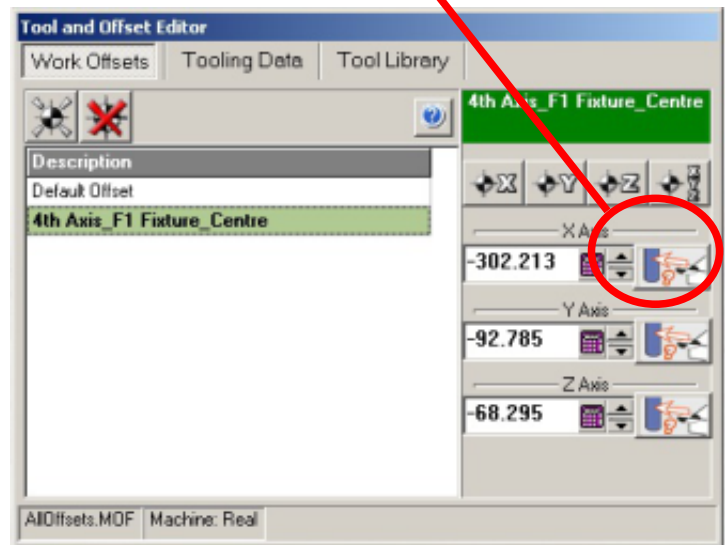 Tool and Offset Editor
Work Offsets Tooling Data Tool Library
4th Axis_F1 Fixture_Centre
Description
Default Offset
4th Axis_F1 Fixture_Centre
X Y Z X Y Z
X Axis
-302.213
Y Axis
-92.785
Z Axis
-68.295
AllOffsets.MOF Machine: Real